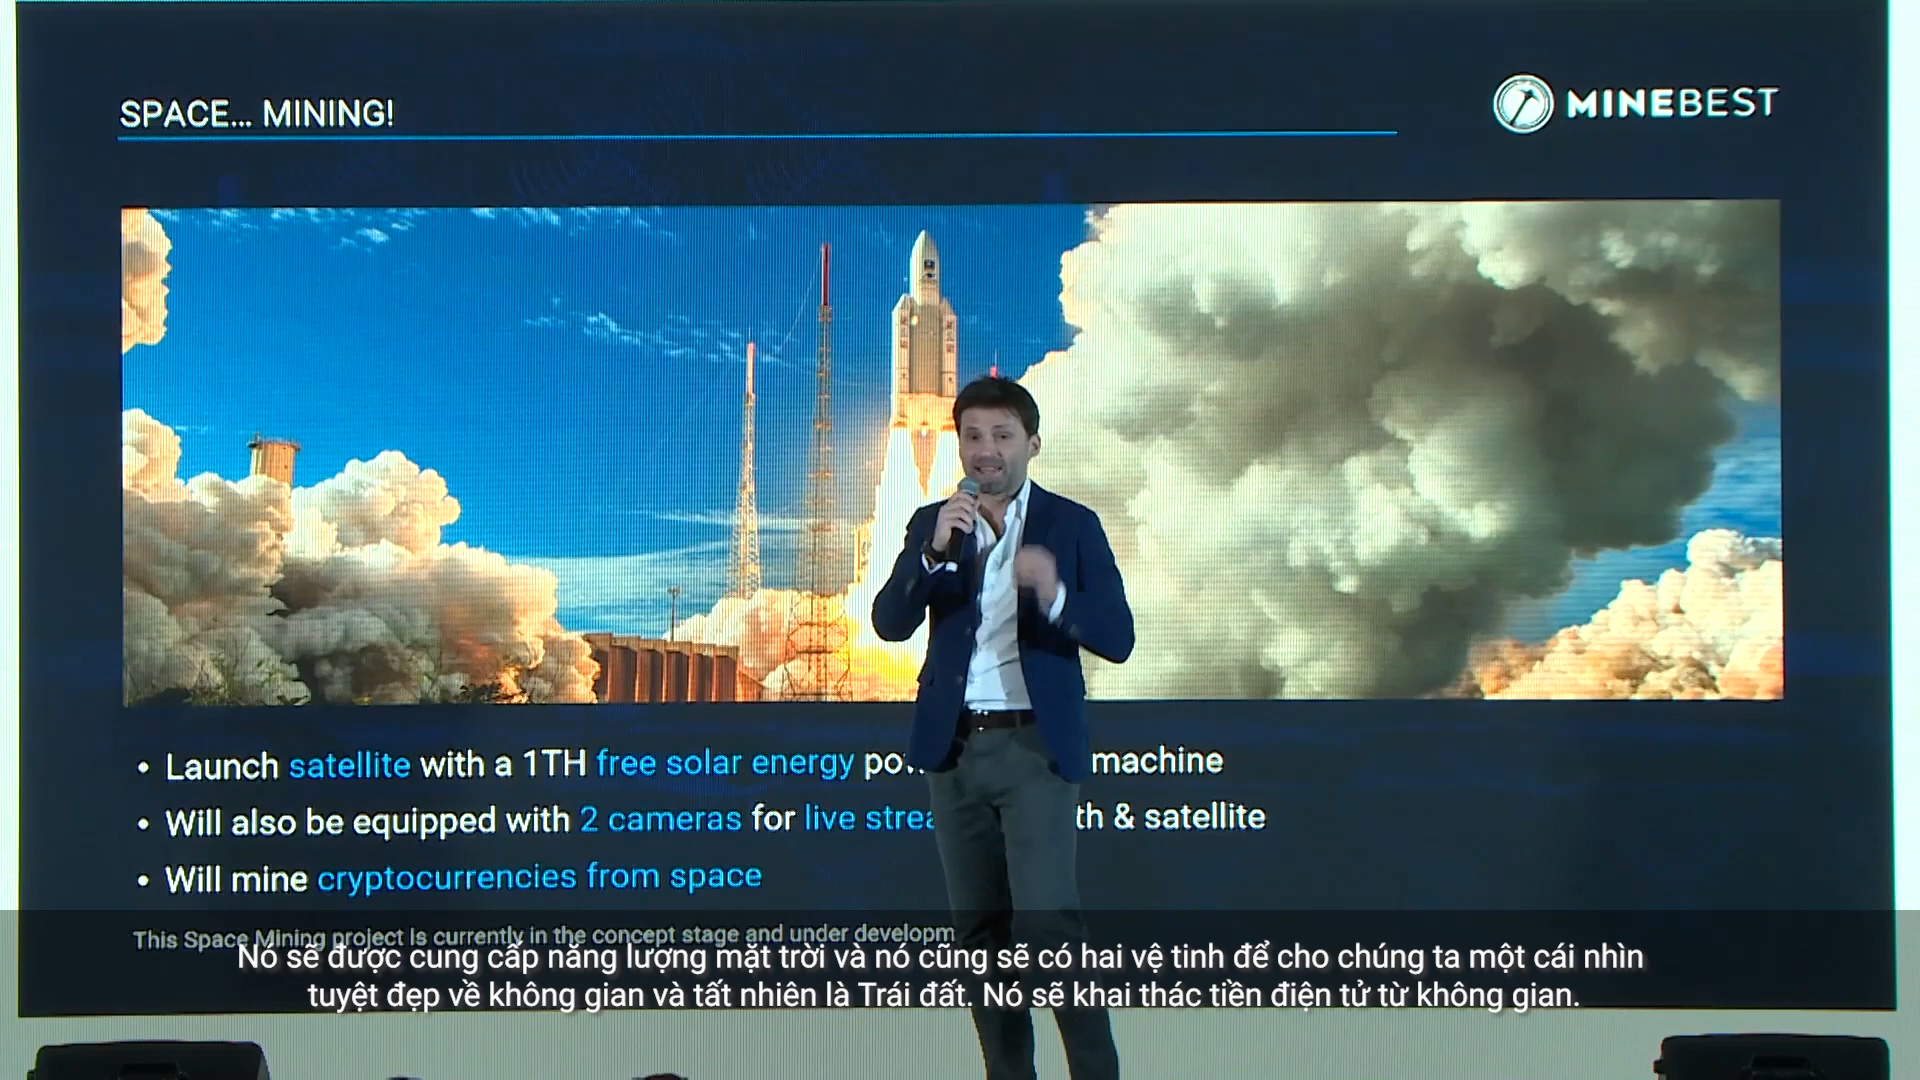 SPACE... MINING!
MINEBEST
• Launch satellite with a 1TH free solar energy machine
• Will also be equipped with 2 cameras for live & satellite
• Will mine cryptocurrencies from space
This Space Mining project is currently in the concept stage and under
Nó sẽ được cung cấp năng lượng mặt trời và nó cũng sẽ có hai vệ tinh để cho chúng ta một cái nhìn
tuyệt đẹp về không gian và tất nhiên là Trái đất. Nó sẽ khai thác tiền điện tử từ không gian.